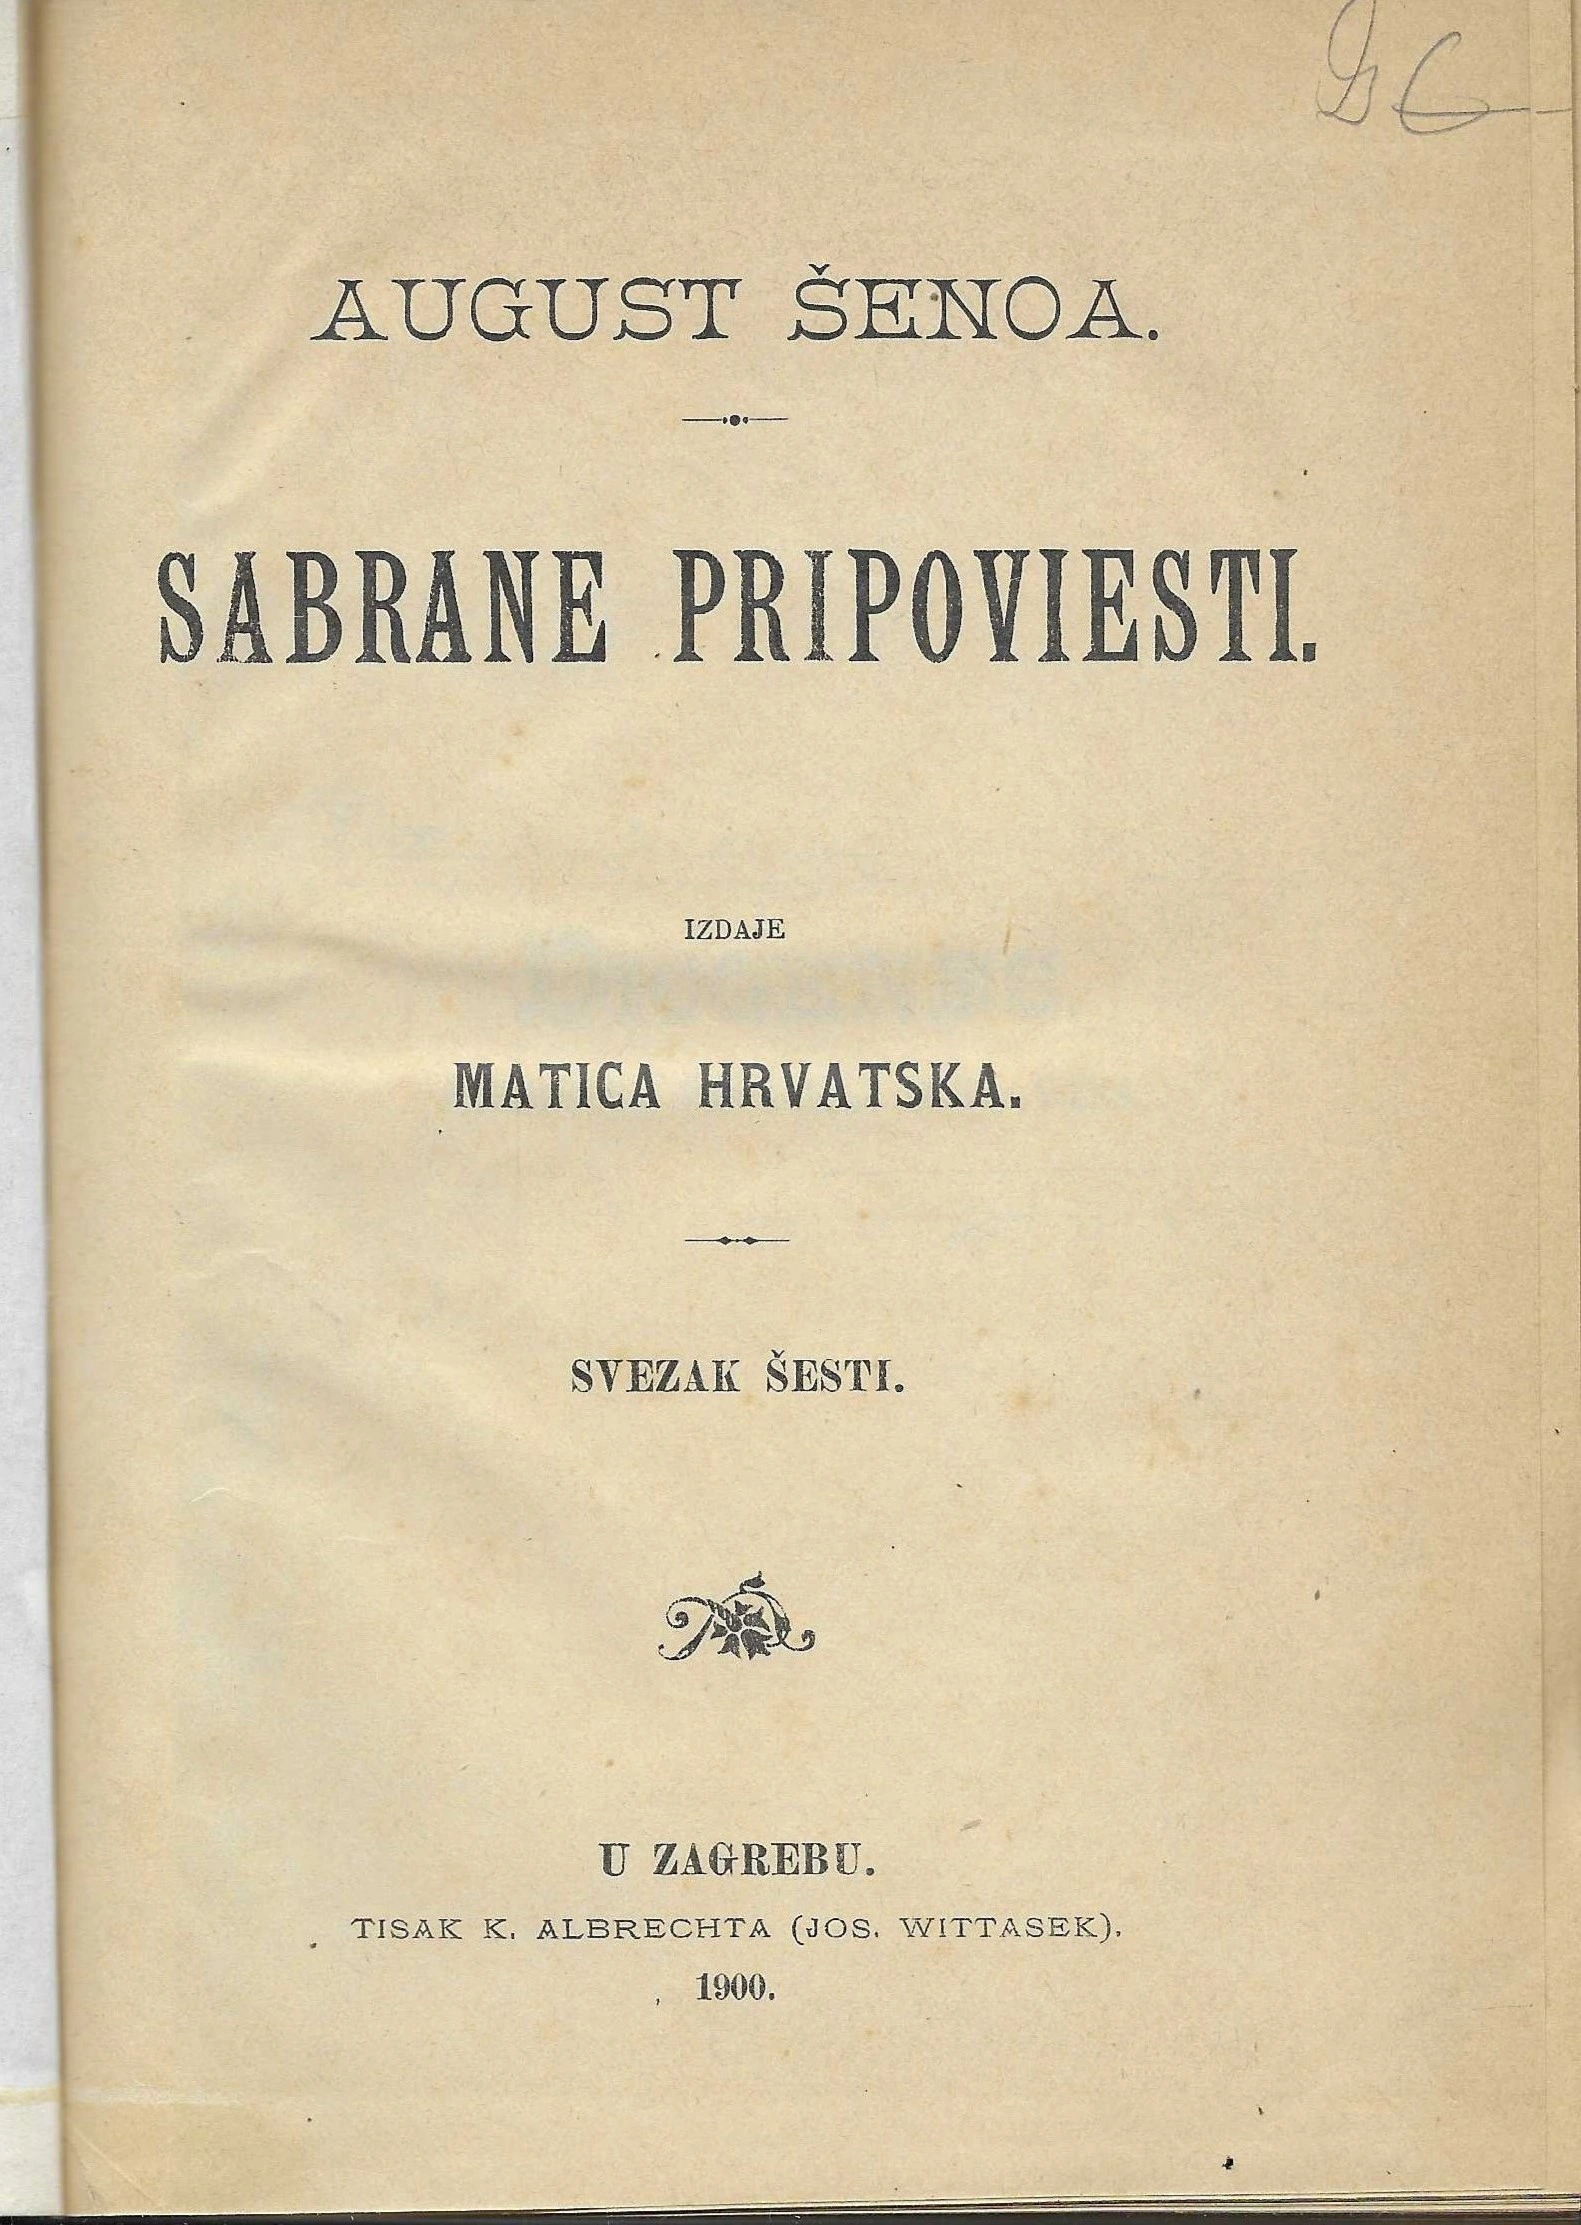 AUGUST ŠENOA.
SABRANE PRIPOVIESTI.
IZDAJE
MATICA HRVATSKA.
SVEZAK ŠESTI.
U ZAGREBU.
TISAK K. ALBRECHTA (JOS. WITTASEK).
1900.